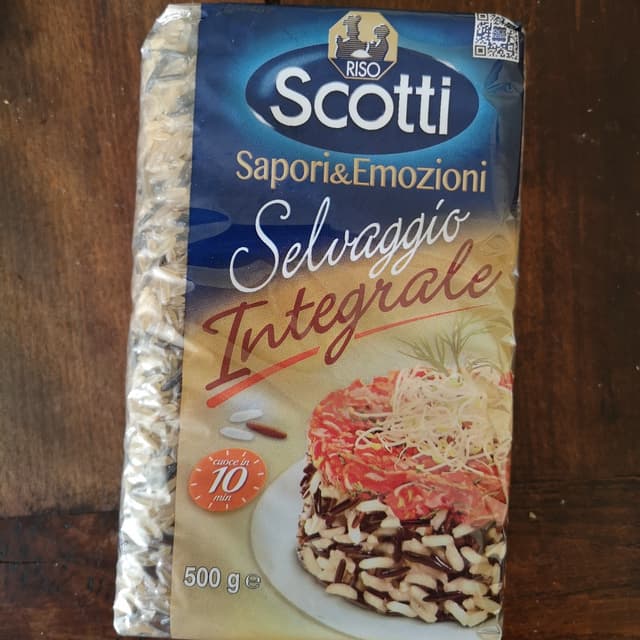 RISO
Scotti
Sapori&Emozioni
Selvaggio
Integrale
cuoce in
10
min
500 g ℮